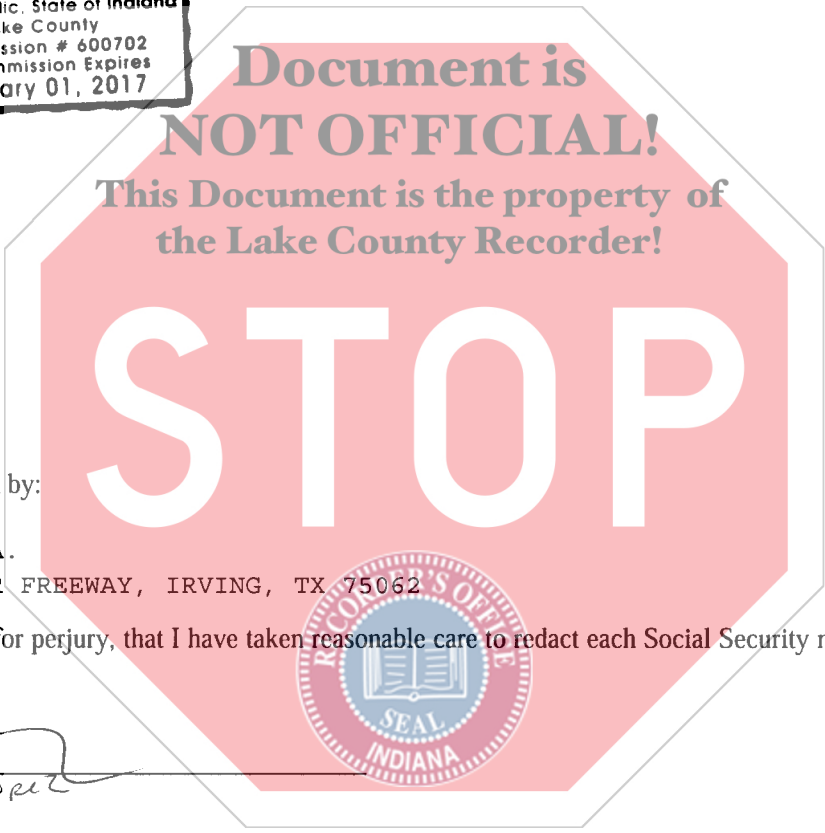 lic, State of Indiana
ke County
ssion # 600702
mmission Expires
ary 01, 2017
Document is
NOT OFFICIAL!
This Document is the property of
the Lake County Recorder!
STOP
by:
FREEWAY, IRVING, TX 75062
for perjury, that I have taken reasonable care to redact each Social Security
RECORDER'S OFFICE
SEAL
INDIANA